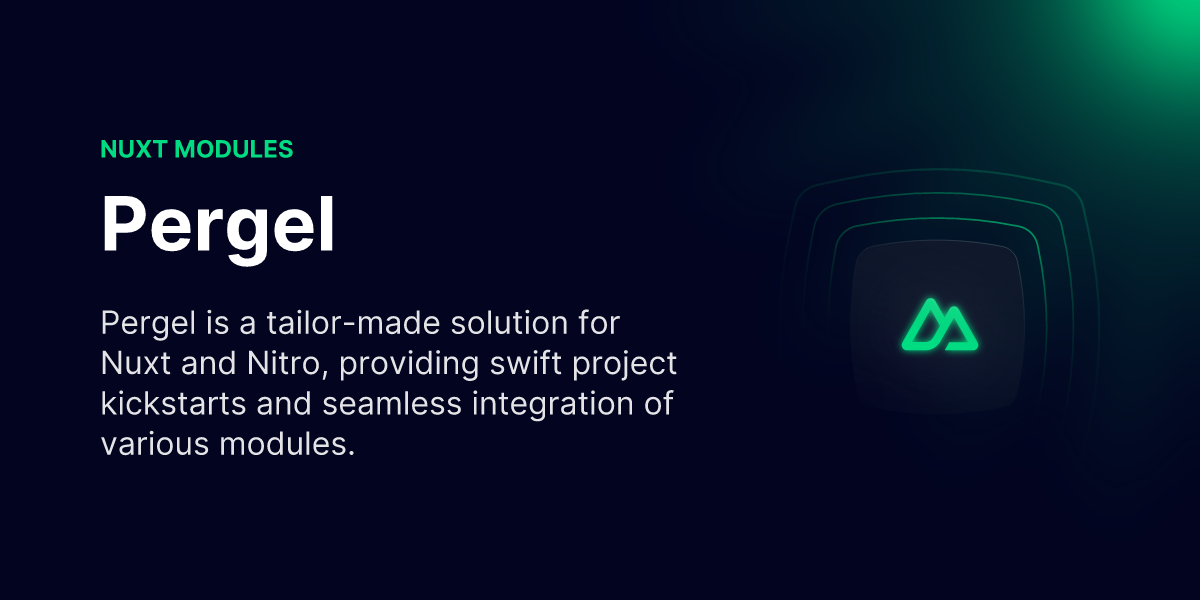 NUXT MODULES
Pergel
Pergel is a tailor-made solution for
Nuxt and Nitro, providing swift project
kickstarts and seamless integration of
various modules.